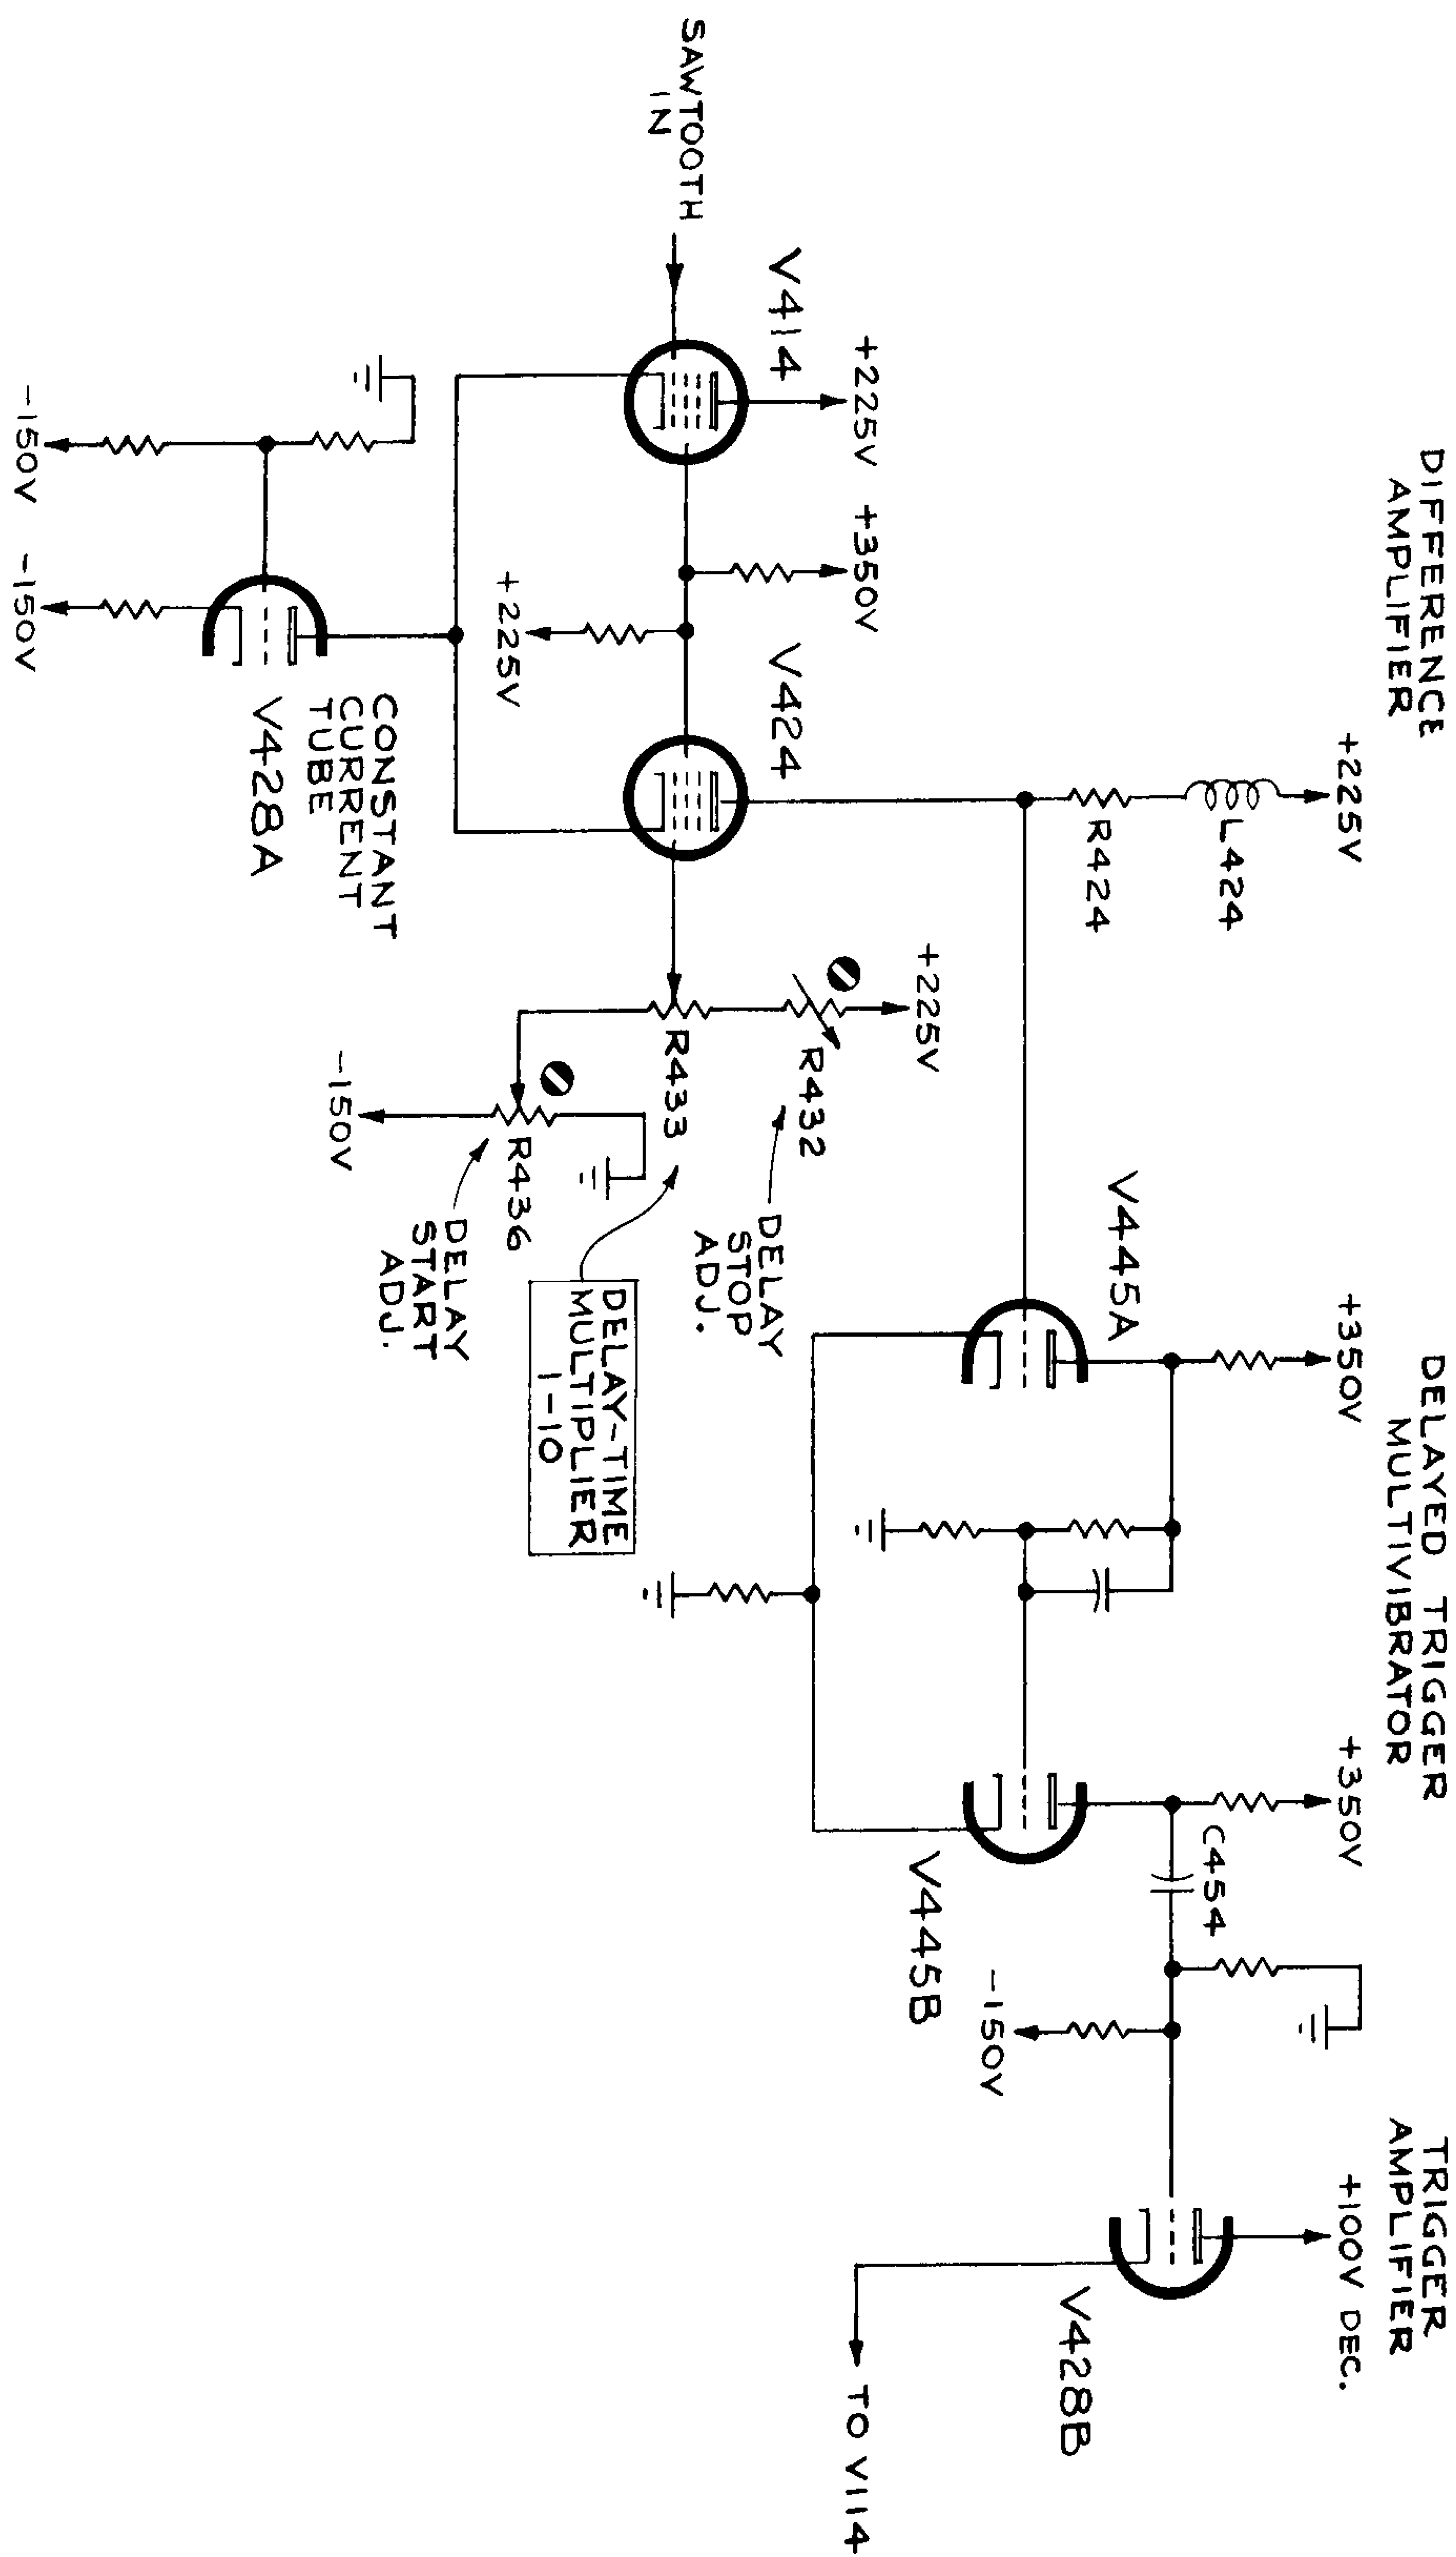 DIFFERENCE
AMPLIFIER
DELAYED TRIGGER
MULTIVIBRATOR
TRIGGER
AMPLIFIER
+225V
+350V
+350V
+100V DEC.
L424
R424
C454
V445A
V445B
-150V
V428B
TO V114
+225V
+350V
V414
V424
SAWTOOTH
IN
+225V
+225V
R432
DELAY
STOP
ADJ.
R433
DELAY-TIME
MULTIPLIER
1-10
R436
DELAY
START
ADJ.
-150V
CONSTANT
CURRENT
TUBE
V428A
-150V
-150V